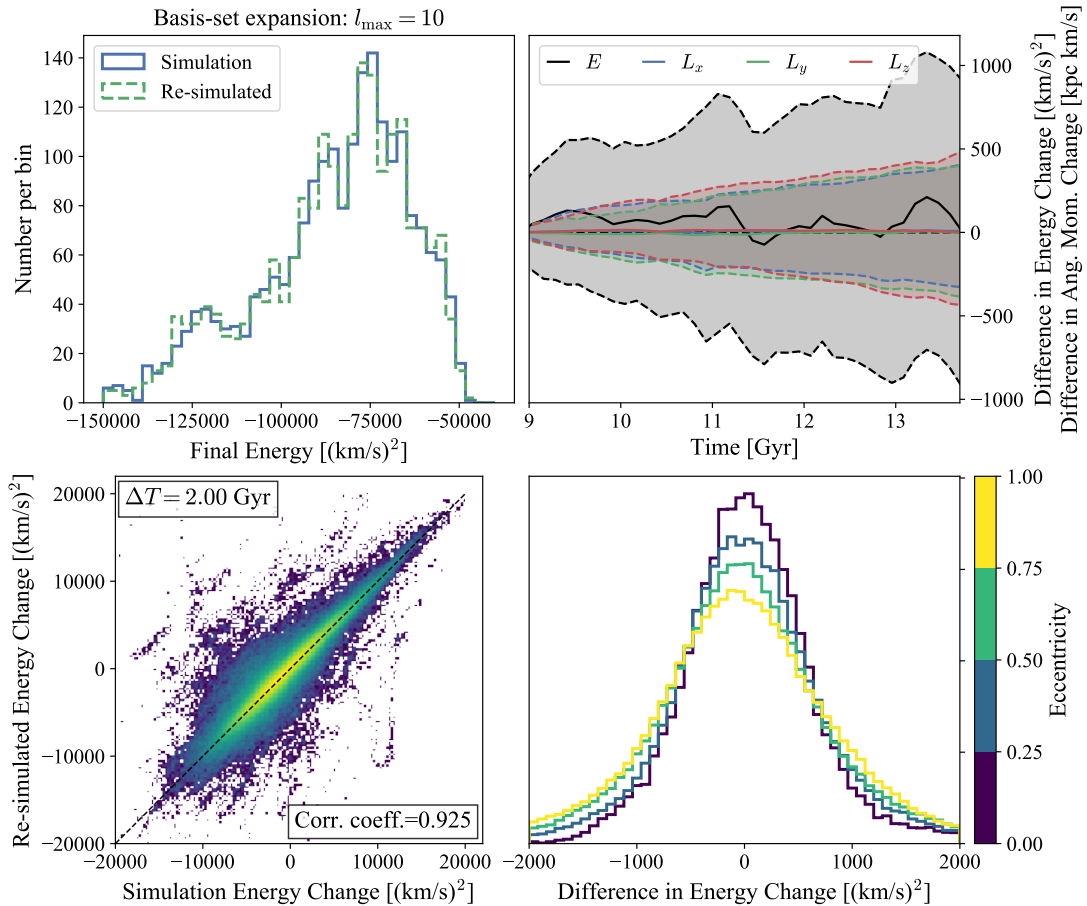 Basis-set expansion: $l_{\max} = 10$
Simulation
Re-simulated
140
120
100
80
60
40
20
0
Number per bin
−150000 −125000 −100000 −75000 −50000
Final Energy [(km/s)²]
E L_x L_y L_z
1000
500
0
−500
−1000
Difference in Energy Change [(km/s)²]
Difference in Ang. Mom. Change [kpc km/s]
9 10 11 12 13
Time [Gyr]
ΔT = 2.00 Gyr
Corr. coeff.=0.925
20000
10000
0
−10000
−20000
Re-simulated Energy Change [(km/s)²]
−20000 −10000 0 10000 20000
Simulation Energy Change [(km/s)²]
−2000 −1000 0 1000 2000
Difference in Energy Change [(km/s)²]
1.00
0.75
0.50
0.25
0.00
Eccentricity